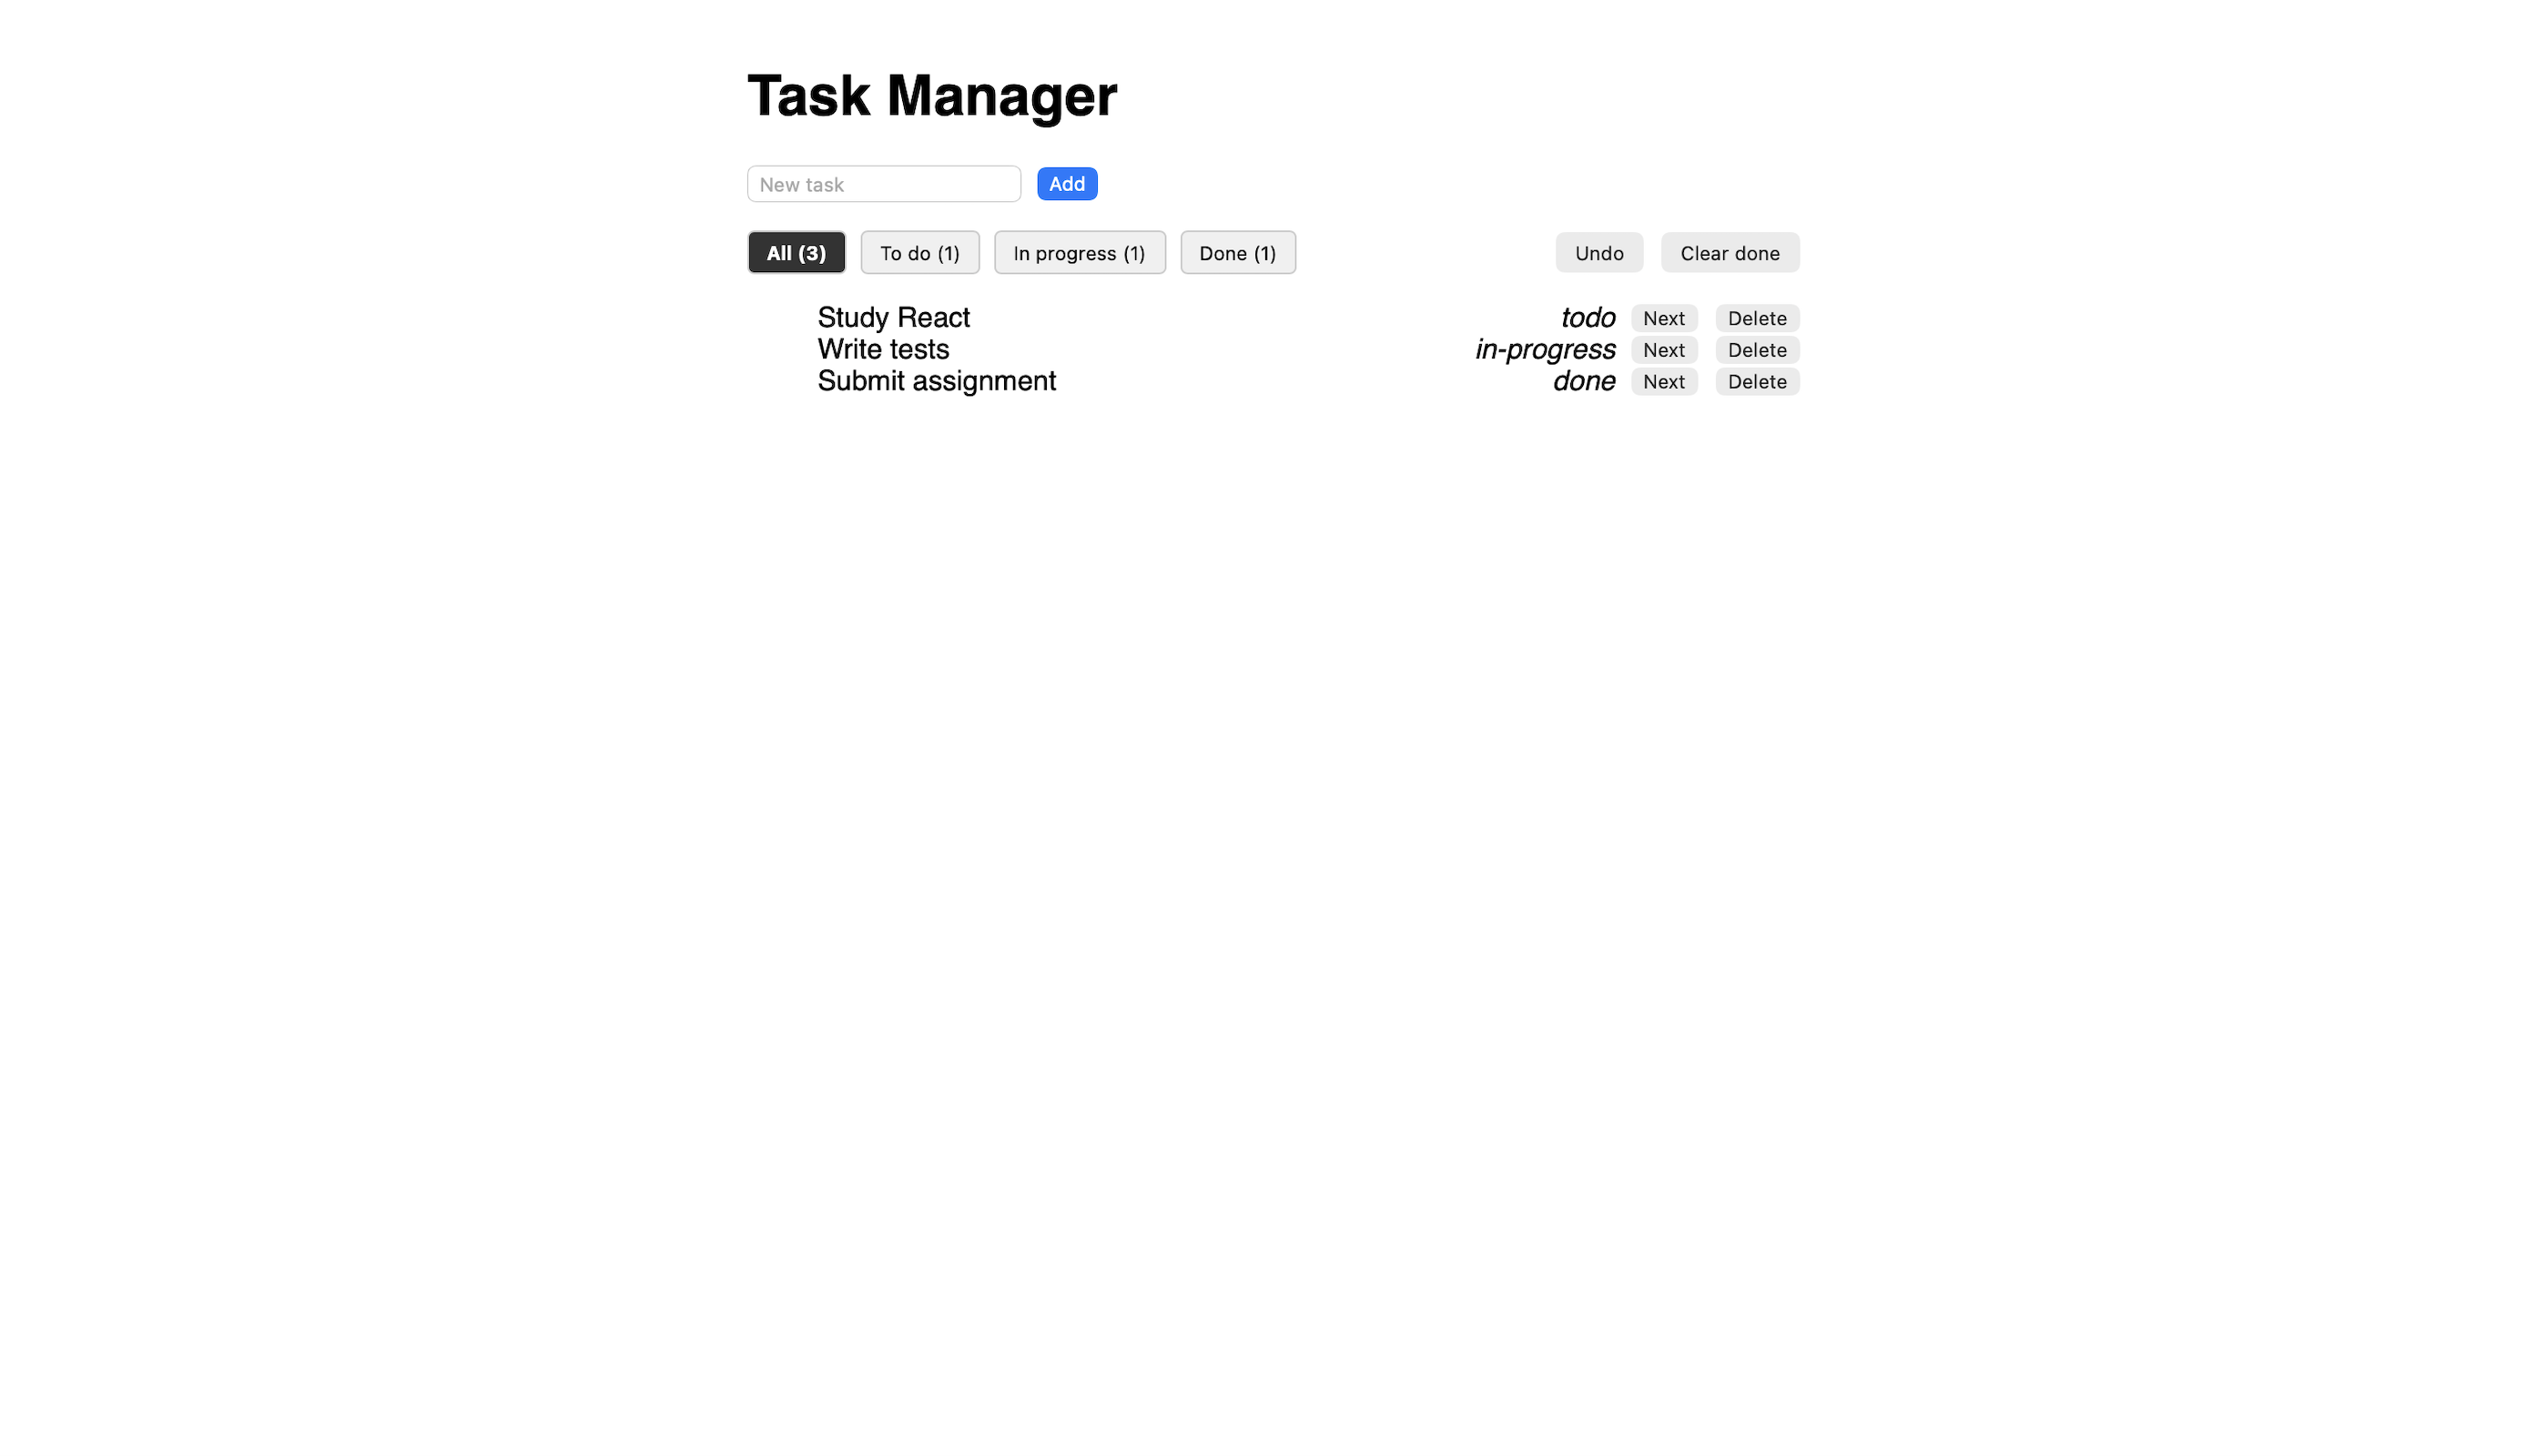 Task Manager
New task Add
All (3) To do (1) In progress (1) Done (1) Undo Clear done
Study React todo Next Delete
Write tests in-progress Next Delete
Submit assignment done Next Delete